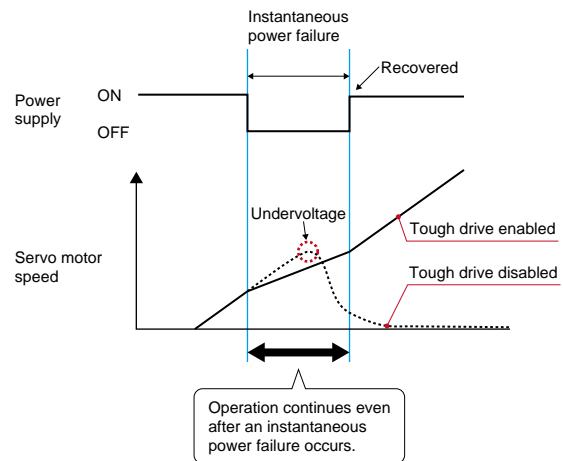 Instantaneous
power failure
Recovered
Power
supply
ON
OFF
Undervoltage
Tough drive enabled
Servo motor
speed
Tough drive disabled
Operation continues even
after an instantaneous
power failure occurs.